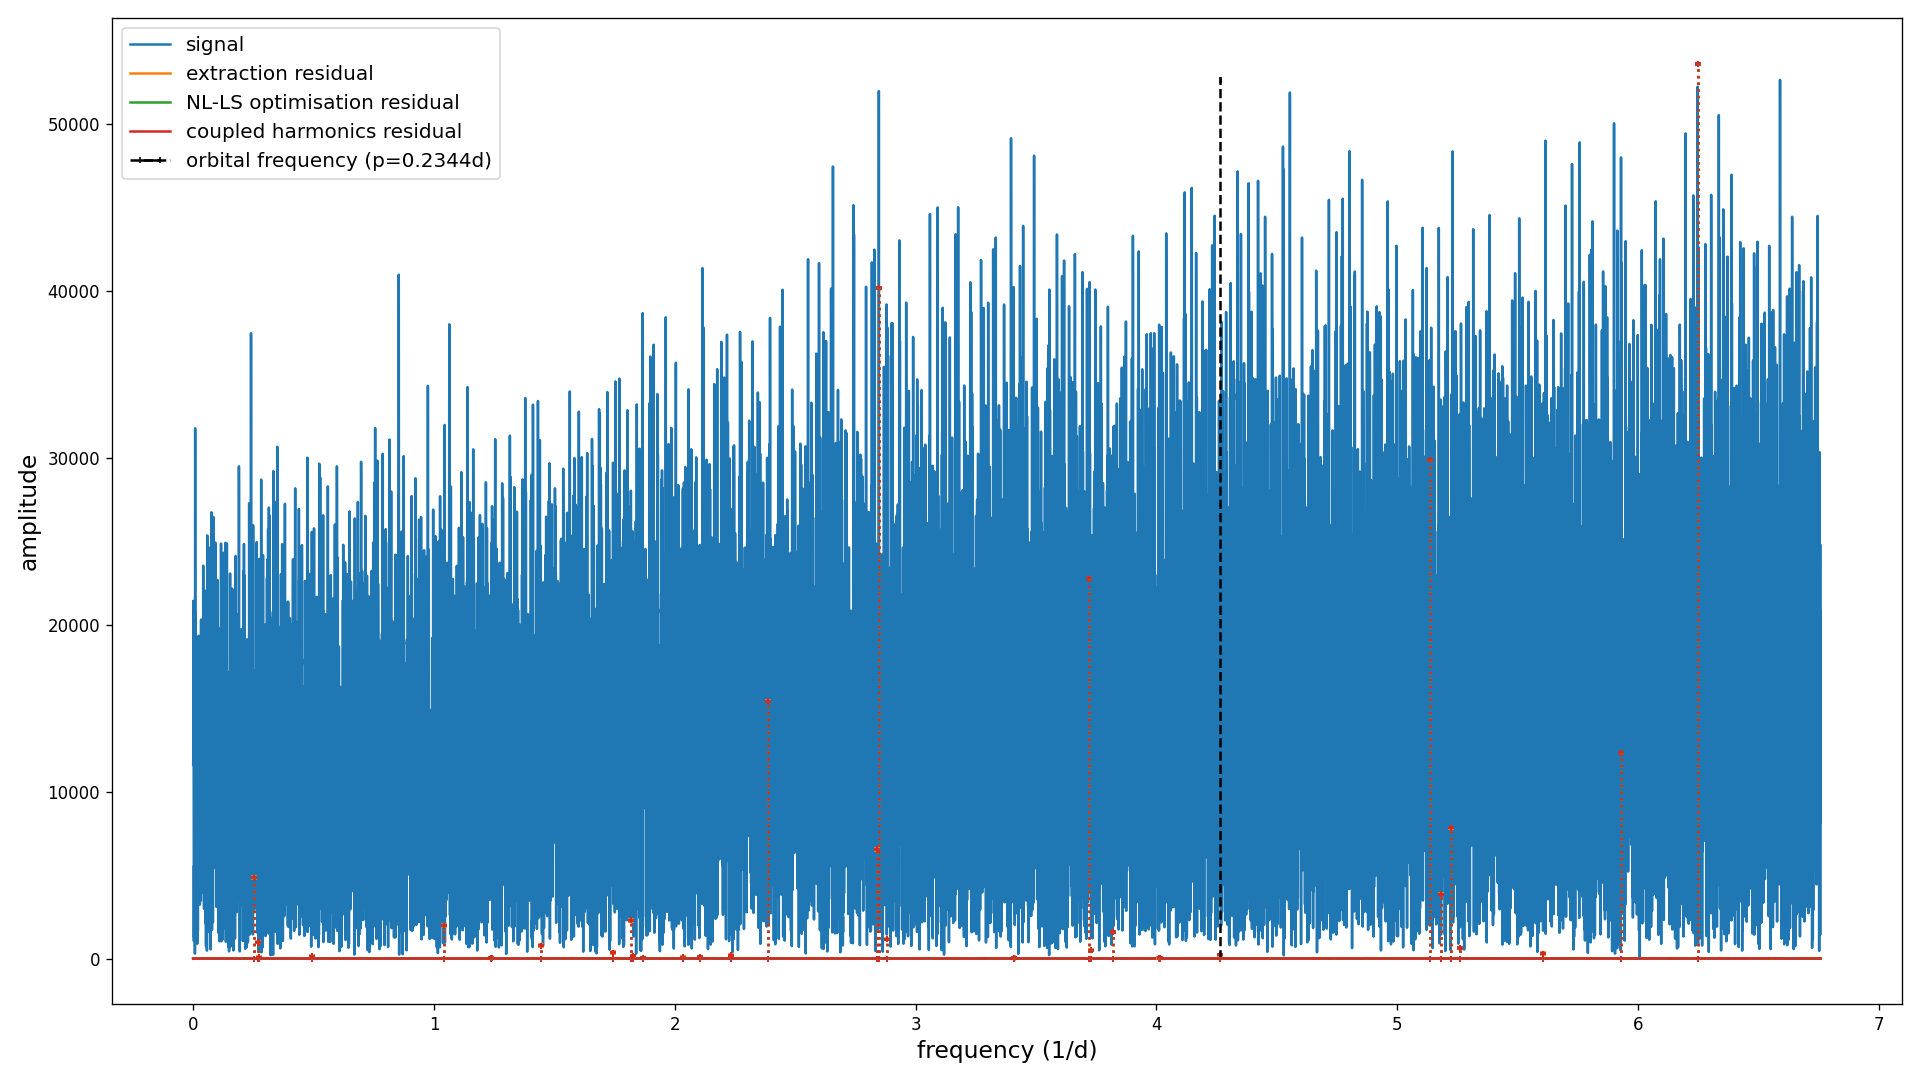 signal
extraction residual
NL-LS optimisation residual
coupled harmonics residual
orbital frequency (p=0.2344d)
50000
40000
30000
20000
10000
0
amplitude
0 1 2 3 4 5 6 7
frequency (1/d)